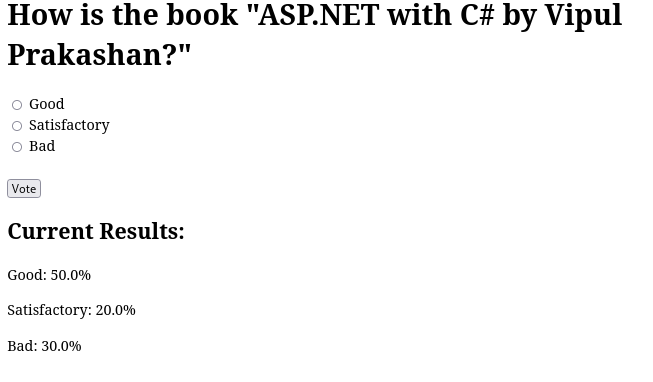 How is the book "ASP.NET with C# by Vipul
Prakashan?"
Good
Satisfactory
Bad
Vote
Current Results:
Good: 50.0%
Satisfactory: 20.0%
Bad: 30.0%